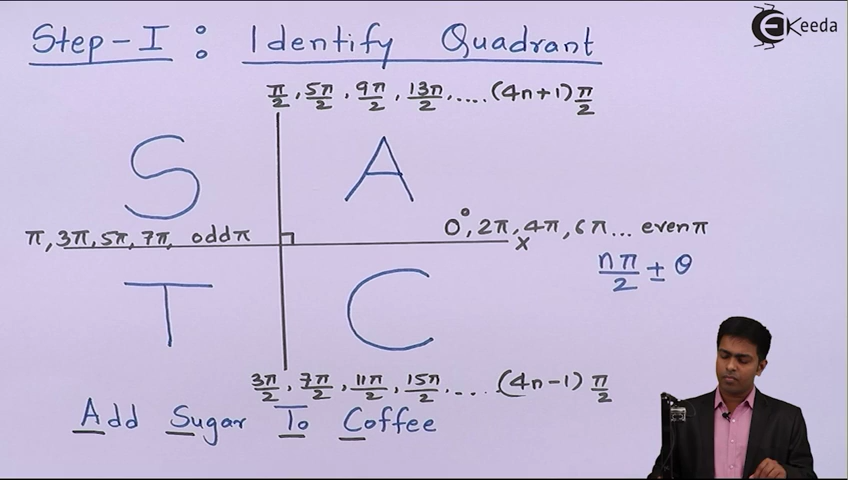 Step-I : Identify Quadrant
Keeda
π/2, 5π/2, 9π/2, 13π/2, .... (4n+1) π/2
S A
π, 3π, 5π, 7π, oddπ
0°, 2π, 4π, 6π... evenπ
X
nπ/2 ± θ
T C
3π/2, 7π/2, 11π/2, 15π/2, .... (4n-1) π/2
Add Sugar To Coffee